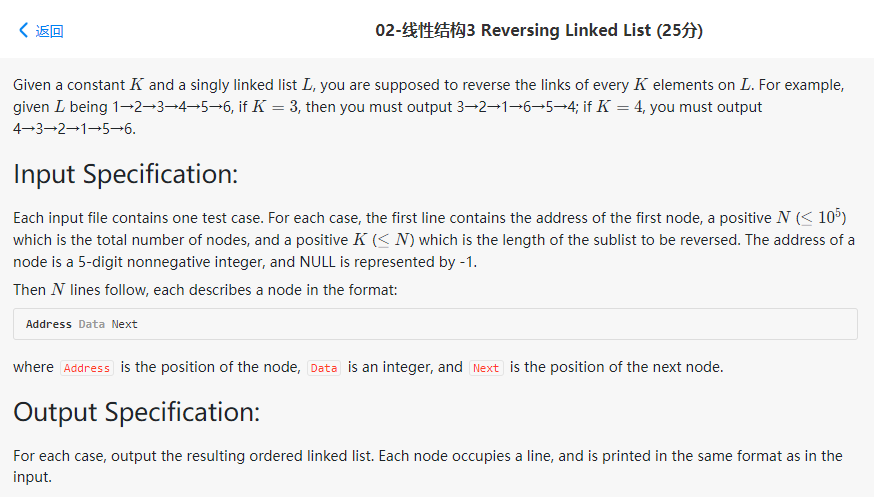 返回
02-线性结构3 Reversing Linked List (25分)
Given a constant K and a singly linked list L, you are supposed to reverse the links of every K elements on L. For example,
given L being 1→2→3→4→5→6, if K = 3, then you must output 3→2→1→6→5→4; if K = 4, you must output
4→3→2→1→5→6.
Input Specification:
Each input file contains one test case. For each case, the first line contains the address of the first node, a positive N (≤ 10⁵)
which is the total number of nodes, and a positive K (≤ N) which is the length of the sublist to be reversed. The address of a
node is a 5-digit nonnegative integer, and NULL is represented by -1.
Then N lines follow, each describes a node in the format:
Address Data Next
where Address is the position of the node, Data is an integer, and Next is the position of the next node.
Output Specification:
For each case, output the resulting ordered linked list. Each node occupies a line, and is printed in the same format as in the
input.